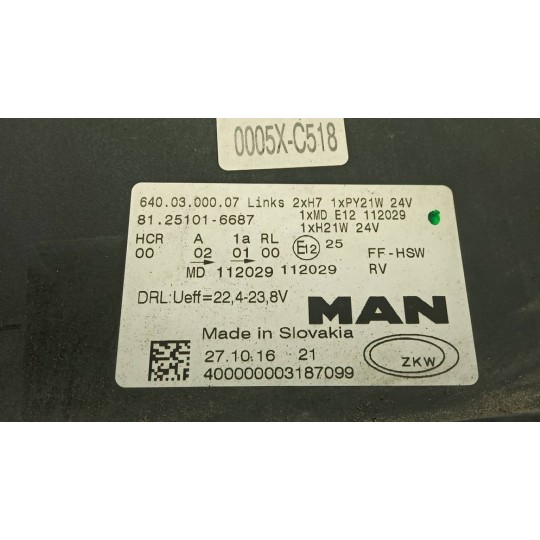 0005X-C518
640.03.000.07 Links 2xH7 1xPY21W 24V
81.25101-6687 1xMD E12 112029
1xH21W 24V
HCR A 1a RL E12 25 FF-HSW
00 02 01 00 RV
MD 112029 112029
DRL:Ueff=22,4-23,8V MAN
Made in Slovakia
27.10.16 21 ZKW
400000003187099